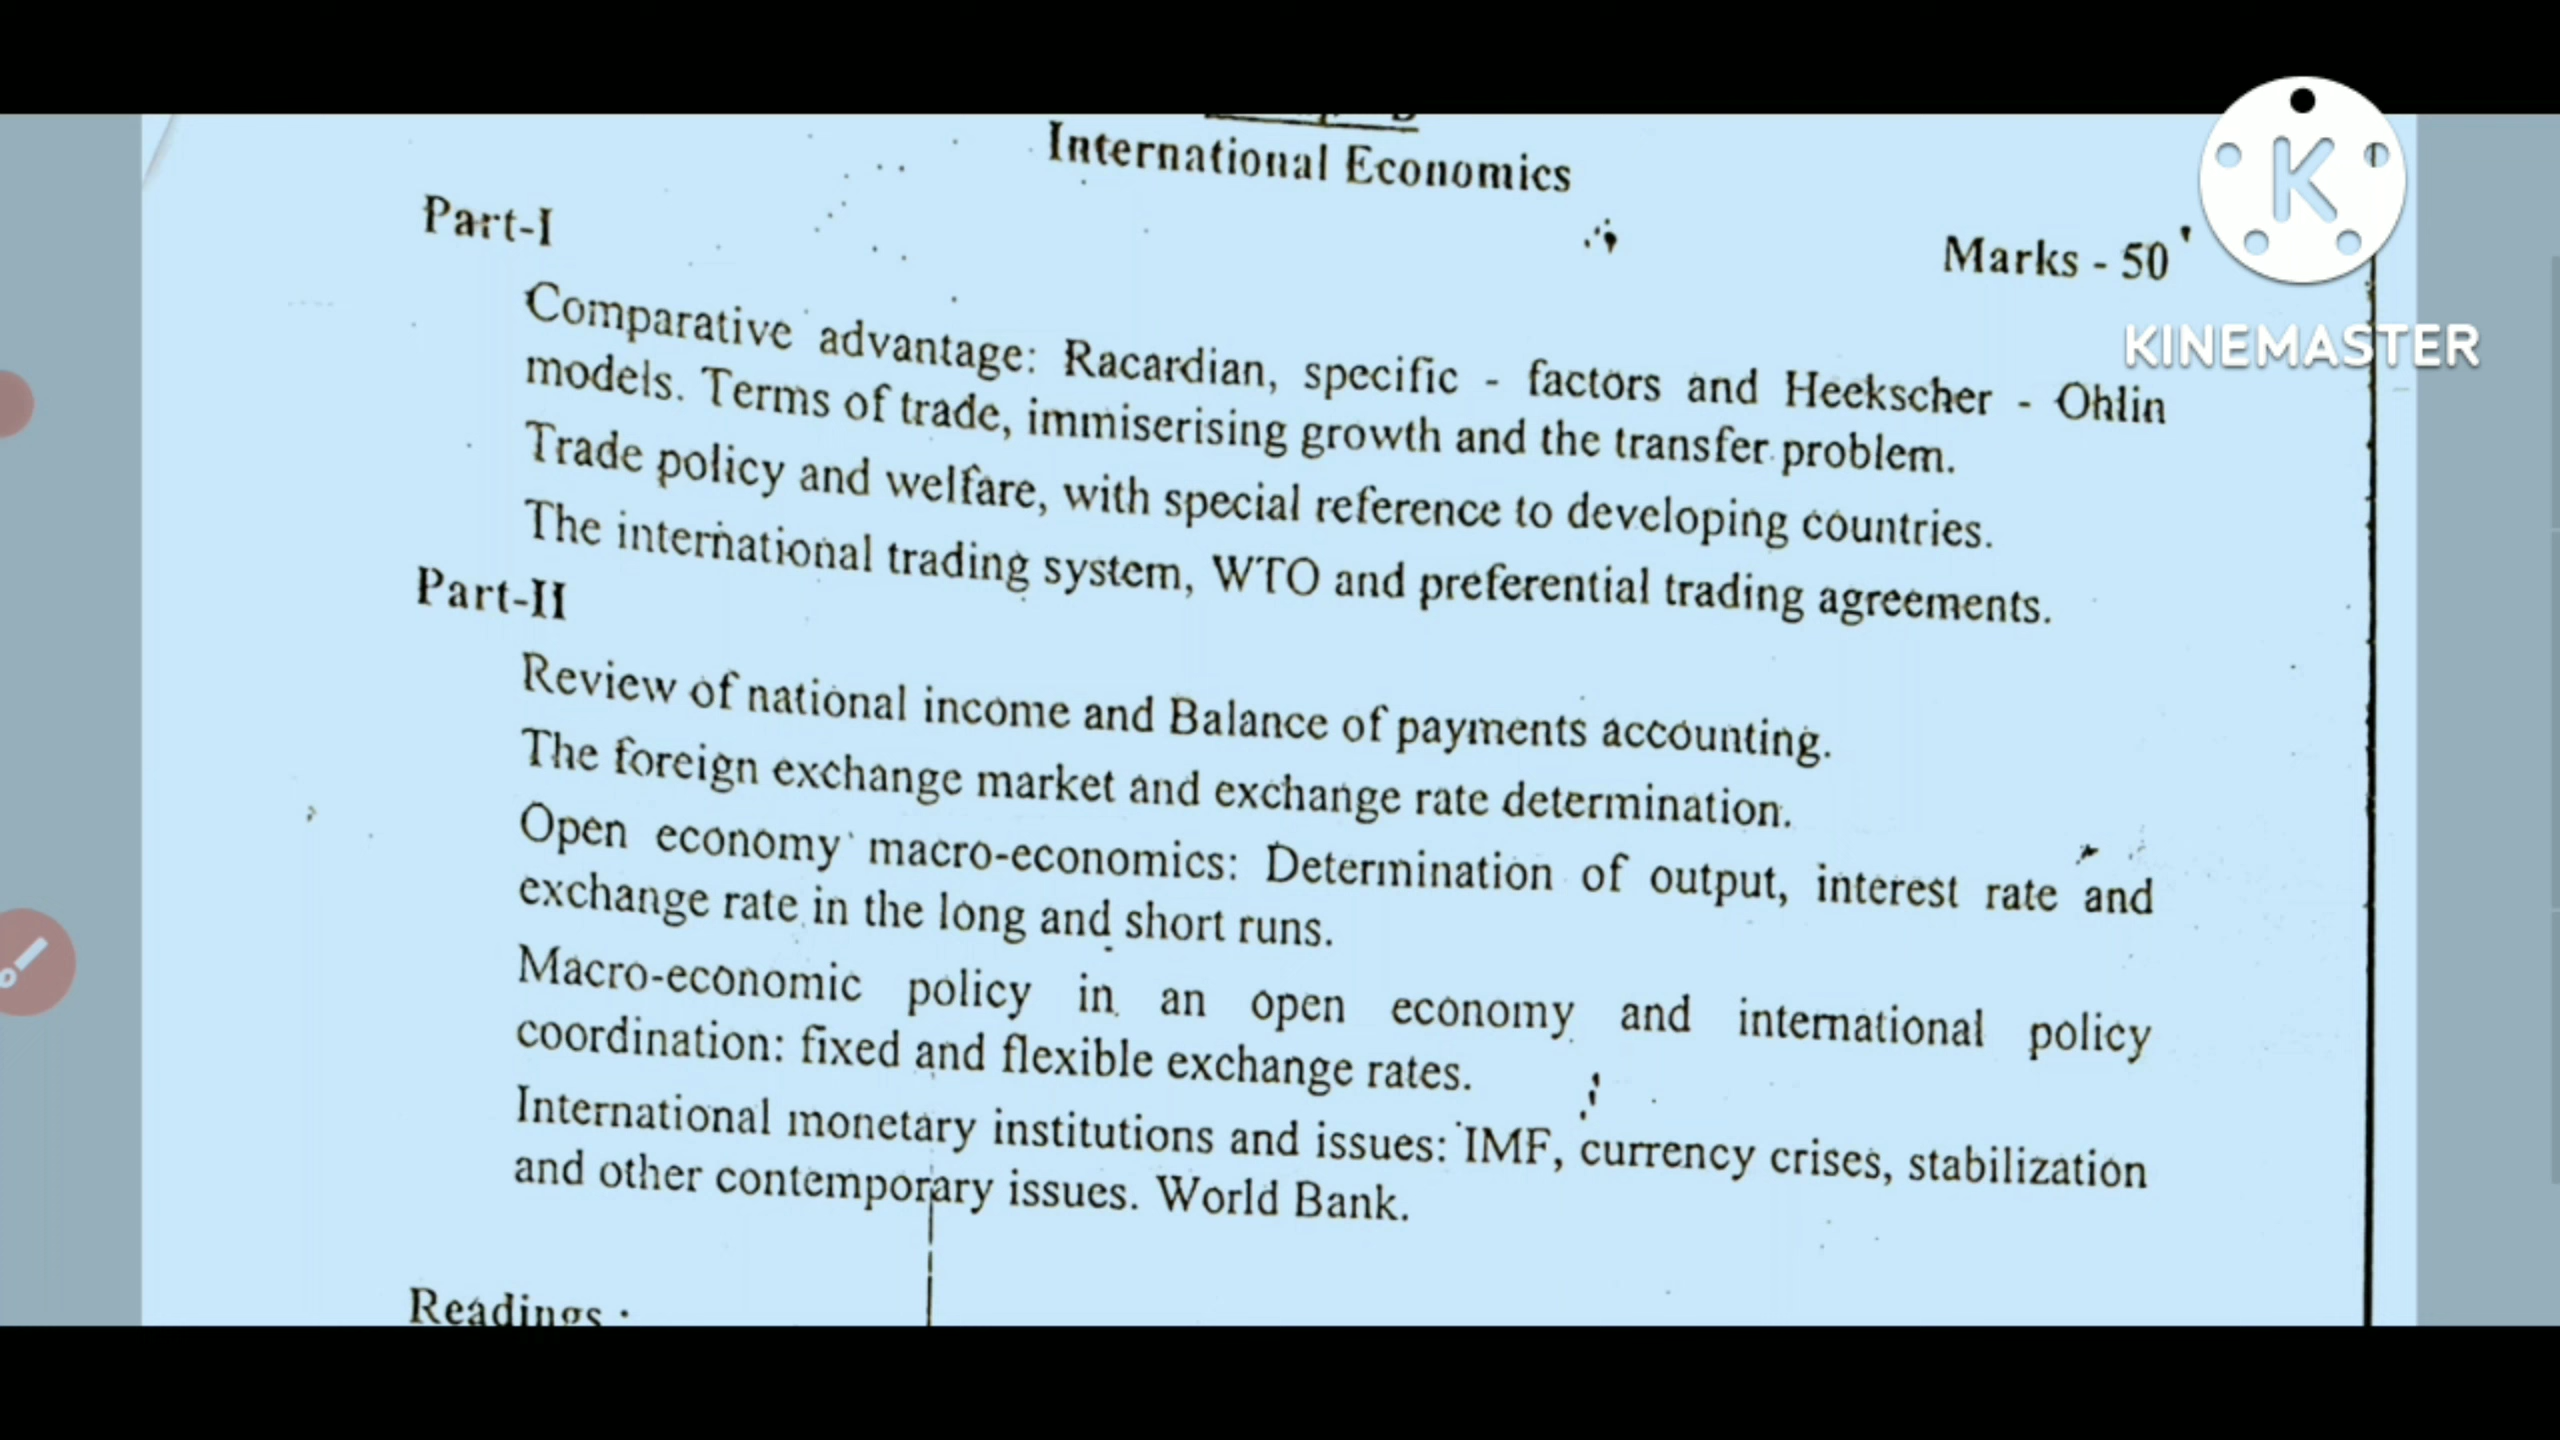 International Economics
Part-I
Marks - 50
Comparative advantage: Racardian, specific - factors and Heekscher - Ohlin
models. Terms of trade, immiserising growth and the transfer problem.
Trade policy and welfare, with special reference to developing countries.
The international trading system, WTO and preferential trading agreements.
Part-II
Review of national income and Balance of payments accounting.
The foreign exchange market and exchange rate determination.
Open economy macro-economics: Determination of output, interest rate and
exchange rate in the long and short runs.
Macro-economic policy in an open economy and international policy
coordination: fixed and flexible exchange rates.
International monetary institutions and issues: IMF, currency crises, stabilization
and other contemporary issues. World Bank.
Readings :
K
KINEMASTER